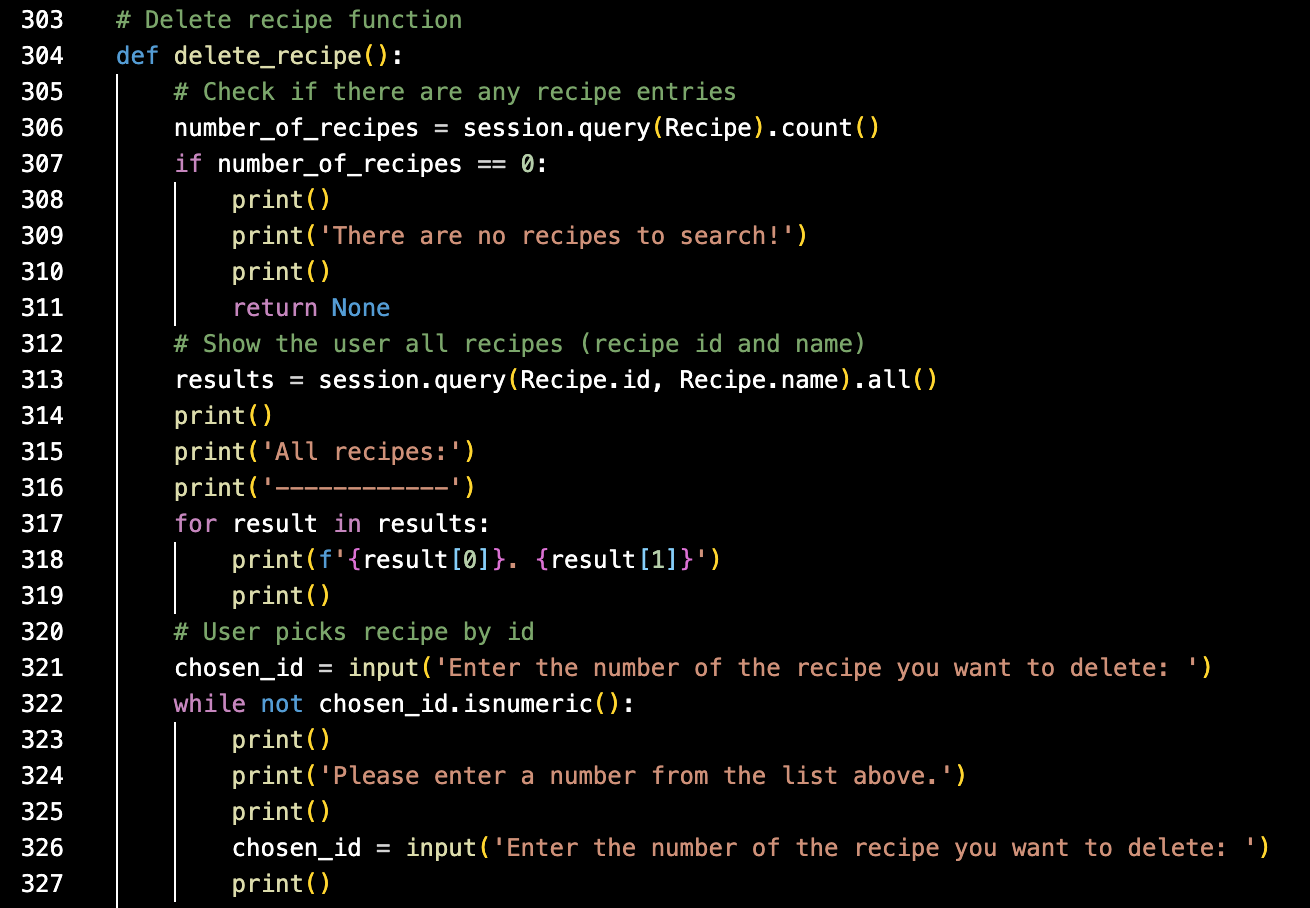 303 # Delete recipe function
304 def delete_recipe():
305     # Check if there are any recipe entries
306     number_of_recipes = session.query(Recipe).count()
307     if number_of_recipes == 0:
308         print()
309         print('There are no recipes to search!')
310         print()
311         return None
312     # Show the user all recipes (recipe id and name)
313     results = session.query(Recipe.id, Recipe.name).all()
314     print()
315     print('All recipes:')
316     print('------------')
317     for result in results:
318         print(f'{result[0]}. {result[1]}')
319         print()
320     # User picks recipe by id
321     chosen_id = input('Enter the number of the recipe you want to delete: ')
322     while not chosen_id.isnumeric():
323         print()
324         print('Please enter a number from the list above.')
325         print()
326         chosen_id = input('Enter the number of the recipe you want to delete: ')
327         print()